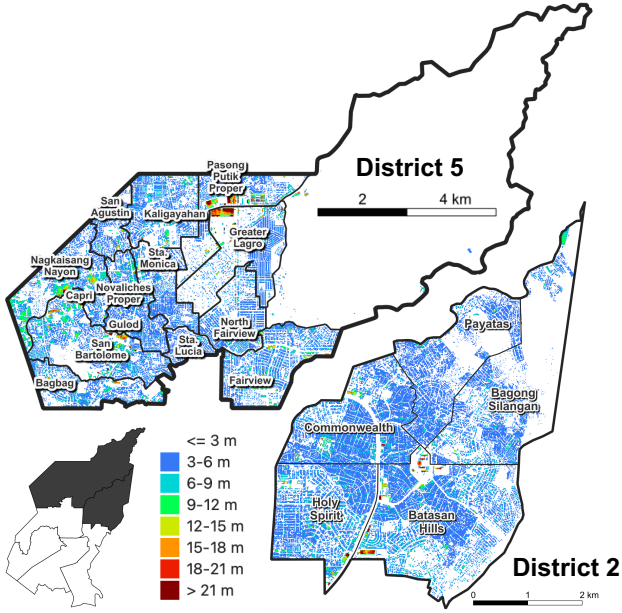 Pasong
Putik
Proper
District 5
2
4 km
San
Agustin
Kaligayahan
Greater
Lagro
Sta.
Monica
Nagkaisang
Nayon
Capri
Novaliches
Proper
Gulod
San
Bartolome
Sta.
Lucia
North
Fairview
Bagbag
Fairview
Payatas
Bagong
Silangan
Commonwealth
Holy
Spirit
Batasan
Hills
<= 3 m
3-6 m
6-9 m
9-12 m
12-15 m
15-18 m
18-21 m
> 21 m
District 2
0
1
2 km